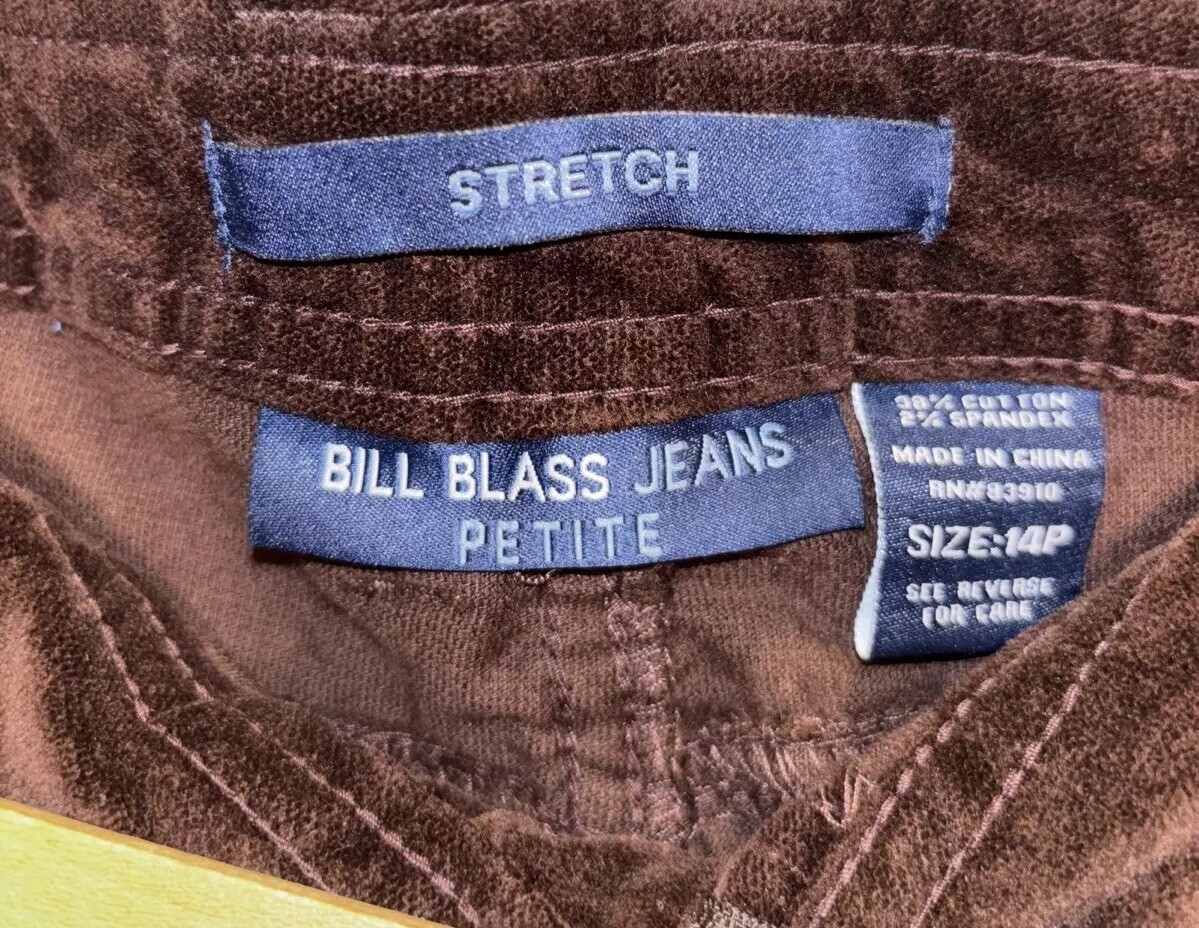 STRETCH
BILL BLASS JEANS
PETITE
98% COTTON
2% SPANDEX
MADE IN CHINA
RN#83910
SIZE:14P
SEE REVERSE
FOR CARE